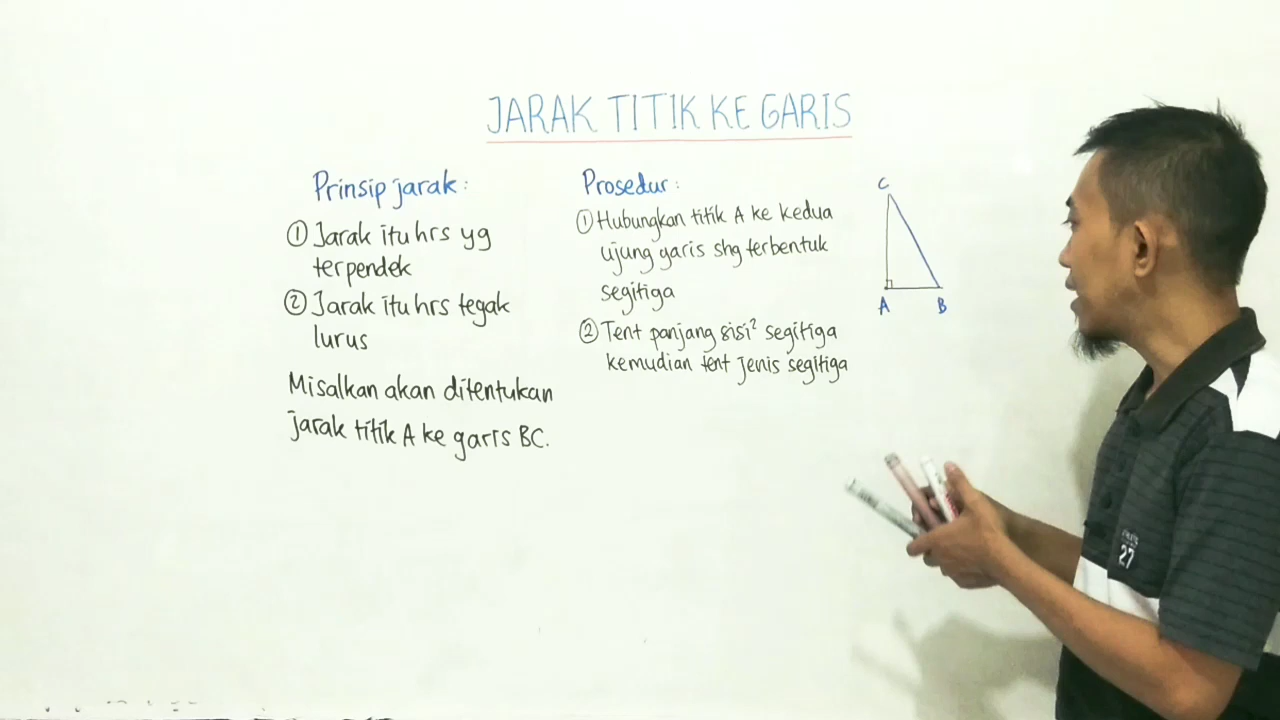 JARAK TITIK KE GARIS
Prinsip jarak :
① Jarak itu hrs yg
terpendek
② Jarak itu hrs tegak
lurus
Misalkan akan ditentukan
jarak titik A ke garis BC.
Prosedur :
① Hubungkan titik A ke kedua
ujung garis shg terbentuk
segitiga
② Tent panjang sisi² segitiga
kemudian tent jenis segitiga
C
A B
27